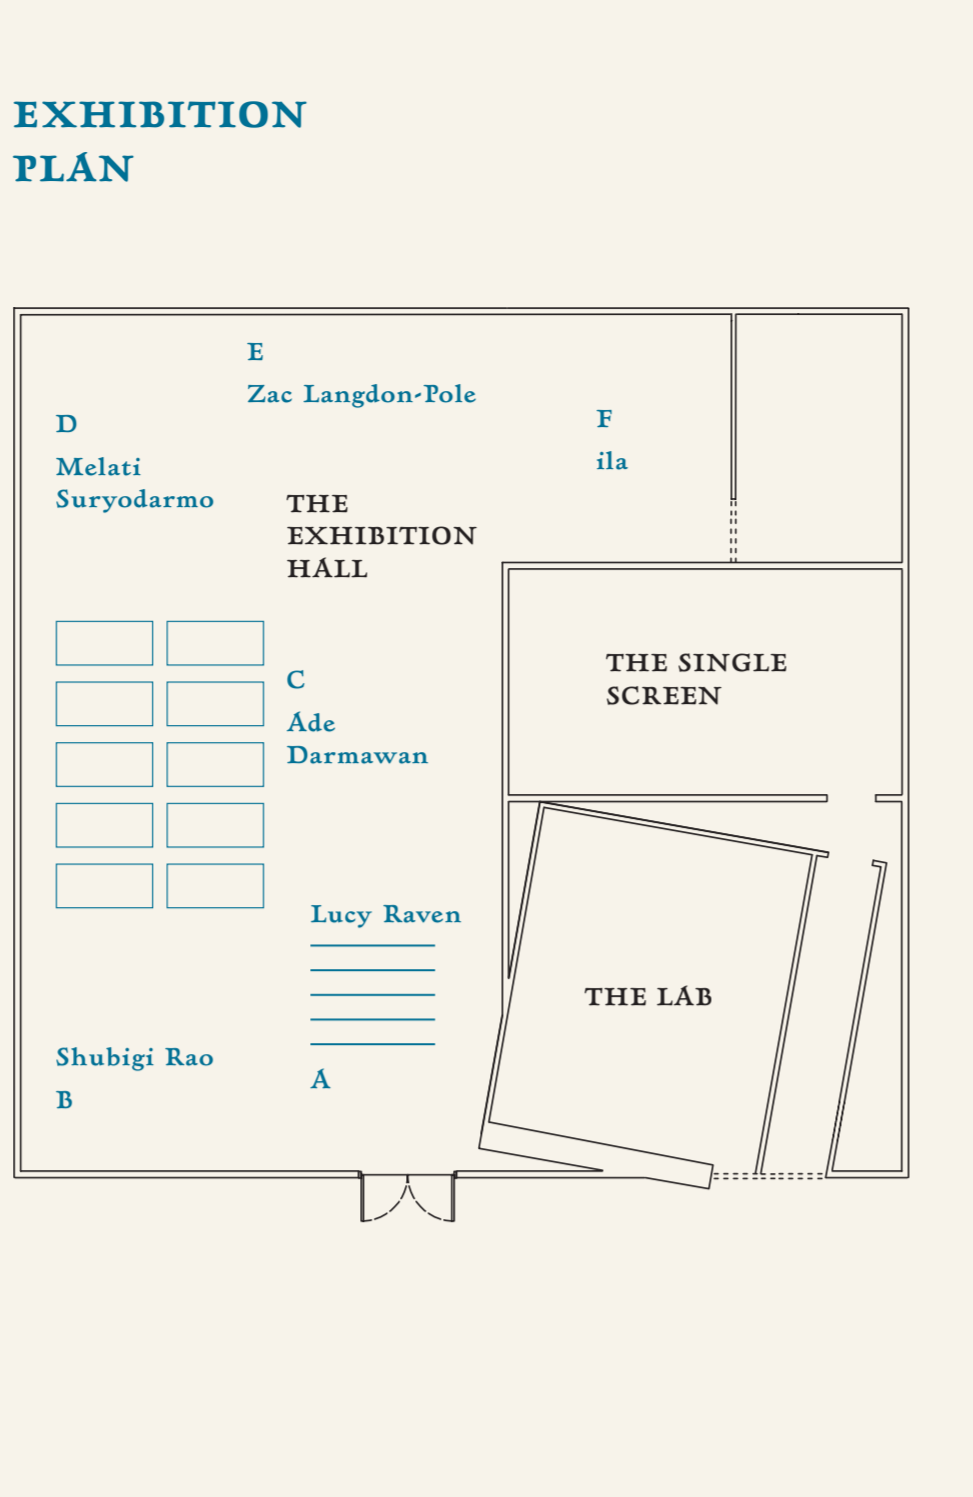 EXHIBITION
PLAN
E
Zac Langdon-Pole
D
Melati
Suryodarmo
F
ila
THE
EXHIBITION
HALL
THE SINGLE
SCREEN
C
Ade
Darmawan
Lucy Raven
A
THE LAB
Shubigi Rao
B